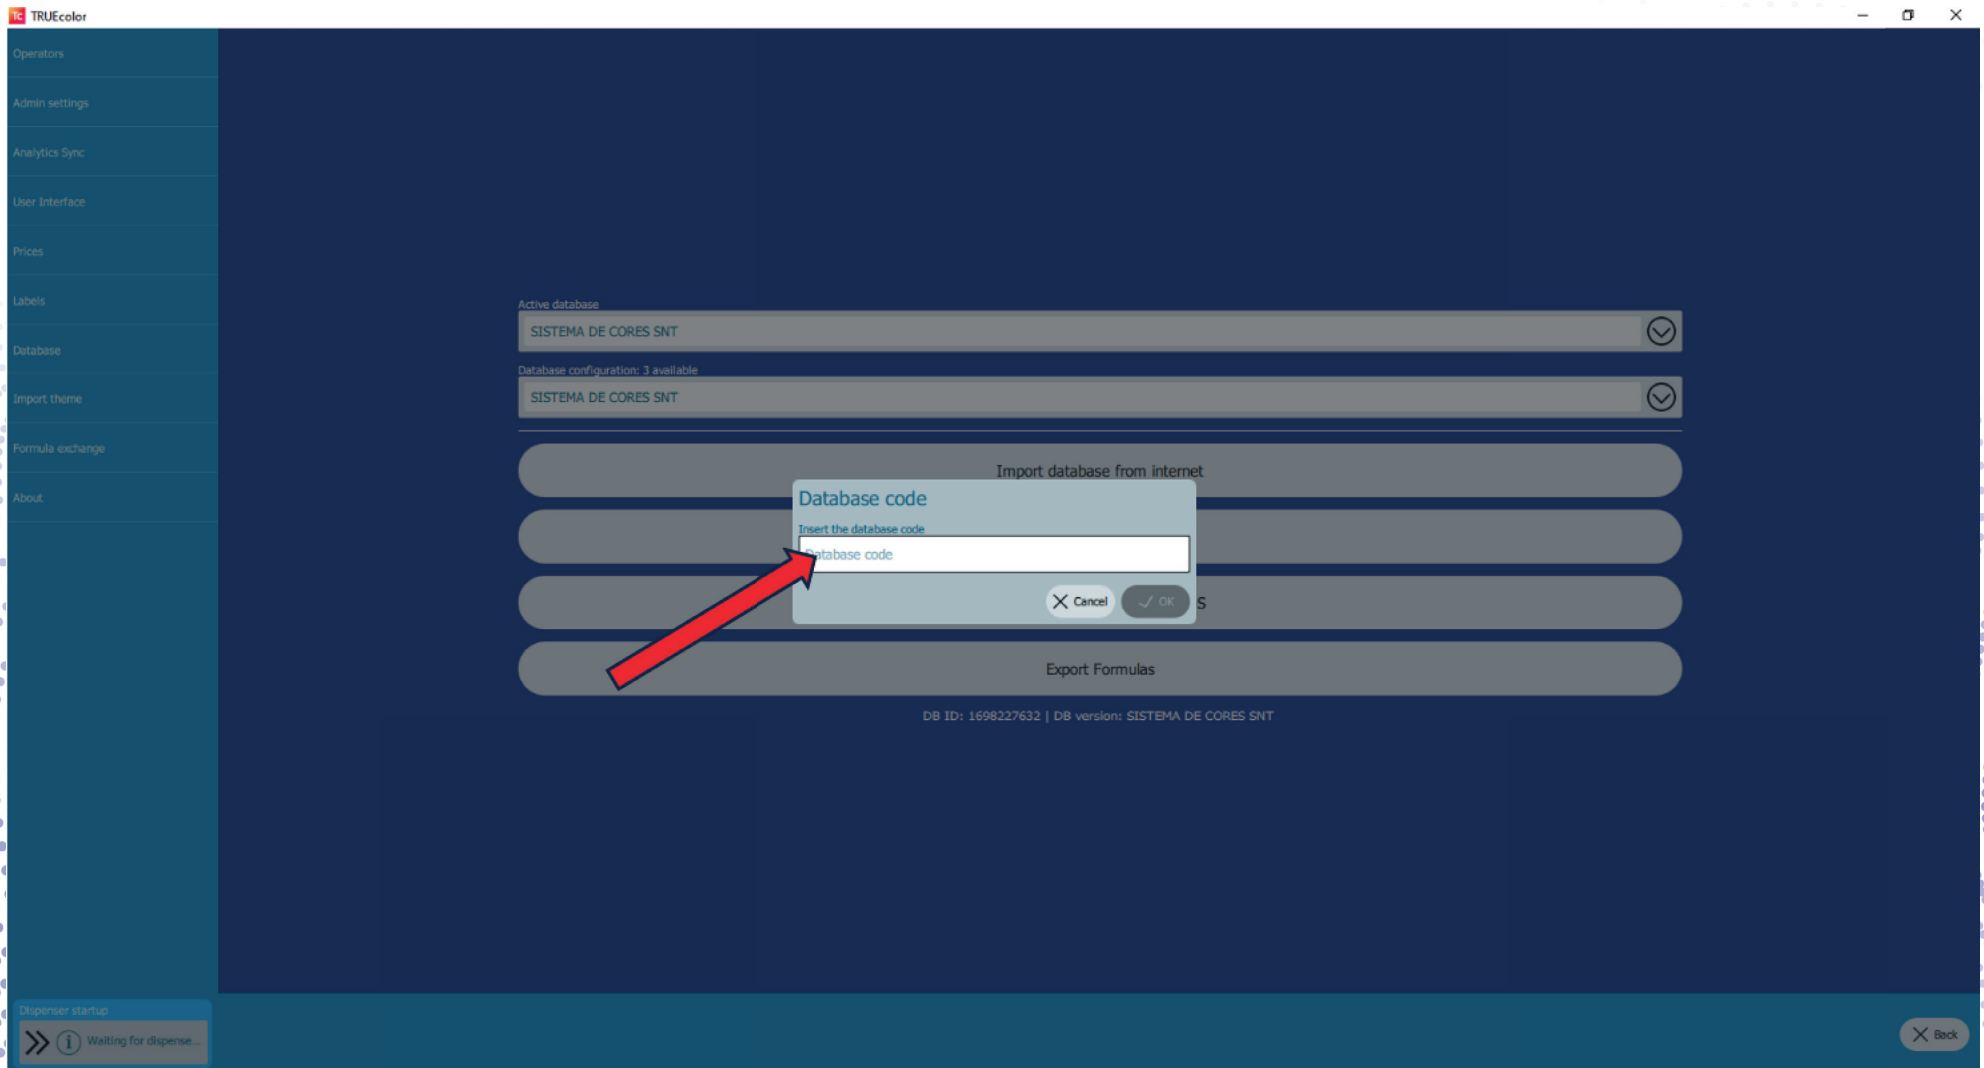 Tc TRUEcolor
Operators
Admin settings
Analytics Sync
User Interface
Prices
Labels
Database
Import theme
Formula exchange
About
Active database
SISTEMA DE CORES SNT
Database configuration: 3 available
SISTEMA DE CORES SNT
Import database from internet
Database code
Insert the database code
Database code
Cancel
OK
S
Export Formulas
DB ID: 1698227632 | DB version: SISTEMA DE CORES SNT
Dispenser startup
Waiting for dispense...
Back